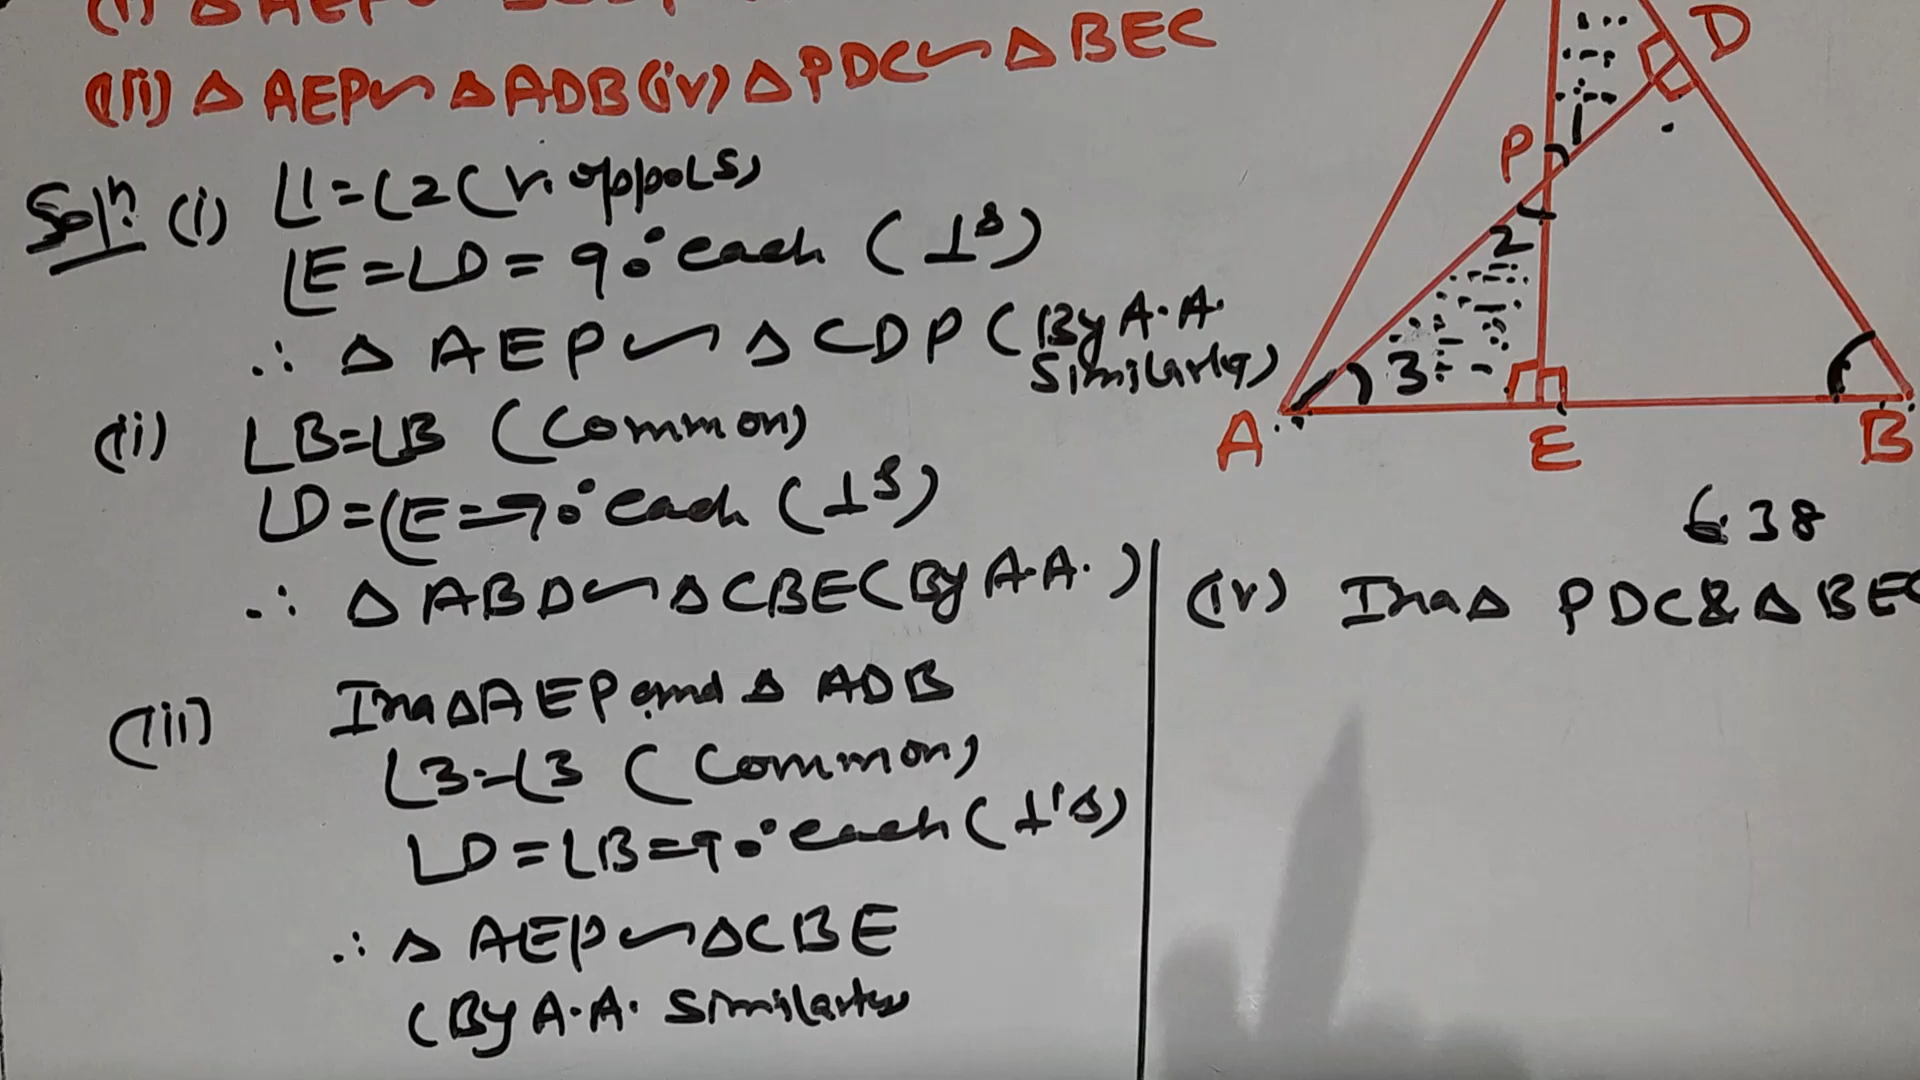 (iii) Δ AEP ~ Δ ADB (iv) Δ PDC ~ Δ BEC
Solⁿ. (i) ∠1=∠2 (v. oppo∠s)
∠E=∠D=90° each (⊥s)
∴ Δ AEP ~ Δ CDP (By A.A. Similarity)
(ii) ∠B=∠B (Common)
∠D=∠E=90° each (⊥s)
∴ Δ ABD ~ Δ CBE (By A.A.)
(iii) In a Δ AEP and Δ ADB
∠3=∠3 (Common)
∠D=∠B=90° each (⊥'s)
∴ Δ AEP ~ Δ CBE
(By A.A. Similarity
D
P
1
2
3
A
E
B
6.38
(iv) In a Δ PDC & Δ BEC